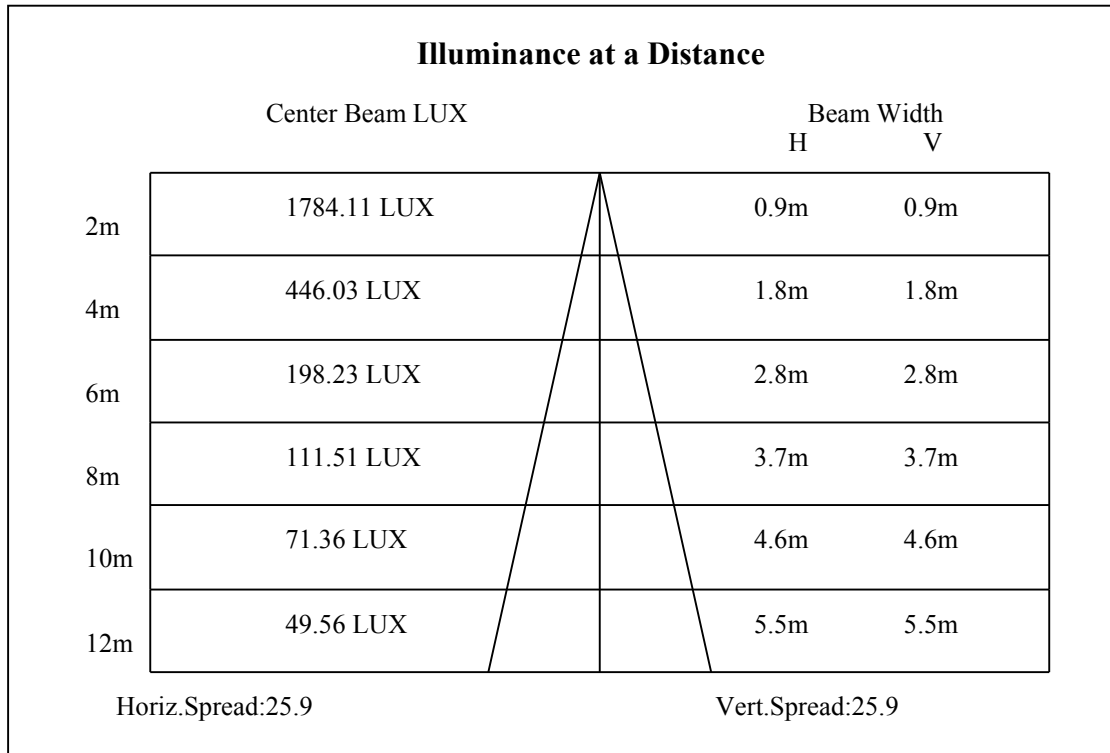 Illuminance at a Distance
Center Beam LUX Beam Width
H V
2m 1784.11 LUX 0.9m 0.9m
4m 446.03 LUX 1.8m 1.8m
6m 198.23 LUX 2.8m 2.8m
8m 111.51 LUX 3.7m 3.7m
10m 71.36 LUX 4.6m 4.6m
12m 49.56 LUX 5.5m 5.5m
Horiz.Spread:25.9 Vert.Spread:25.9